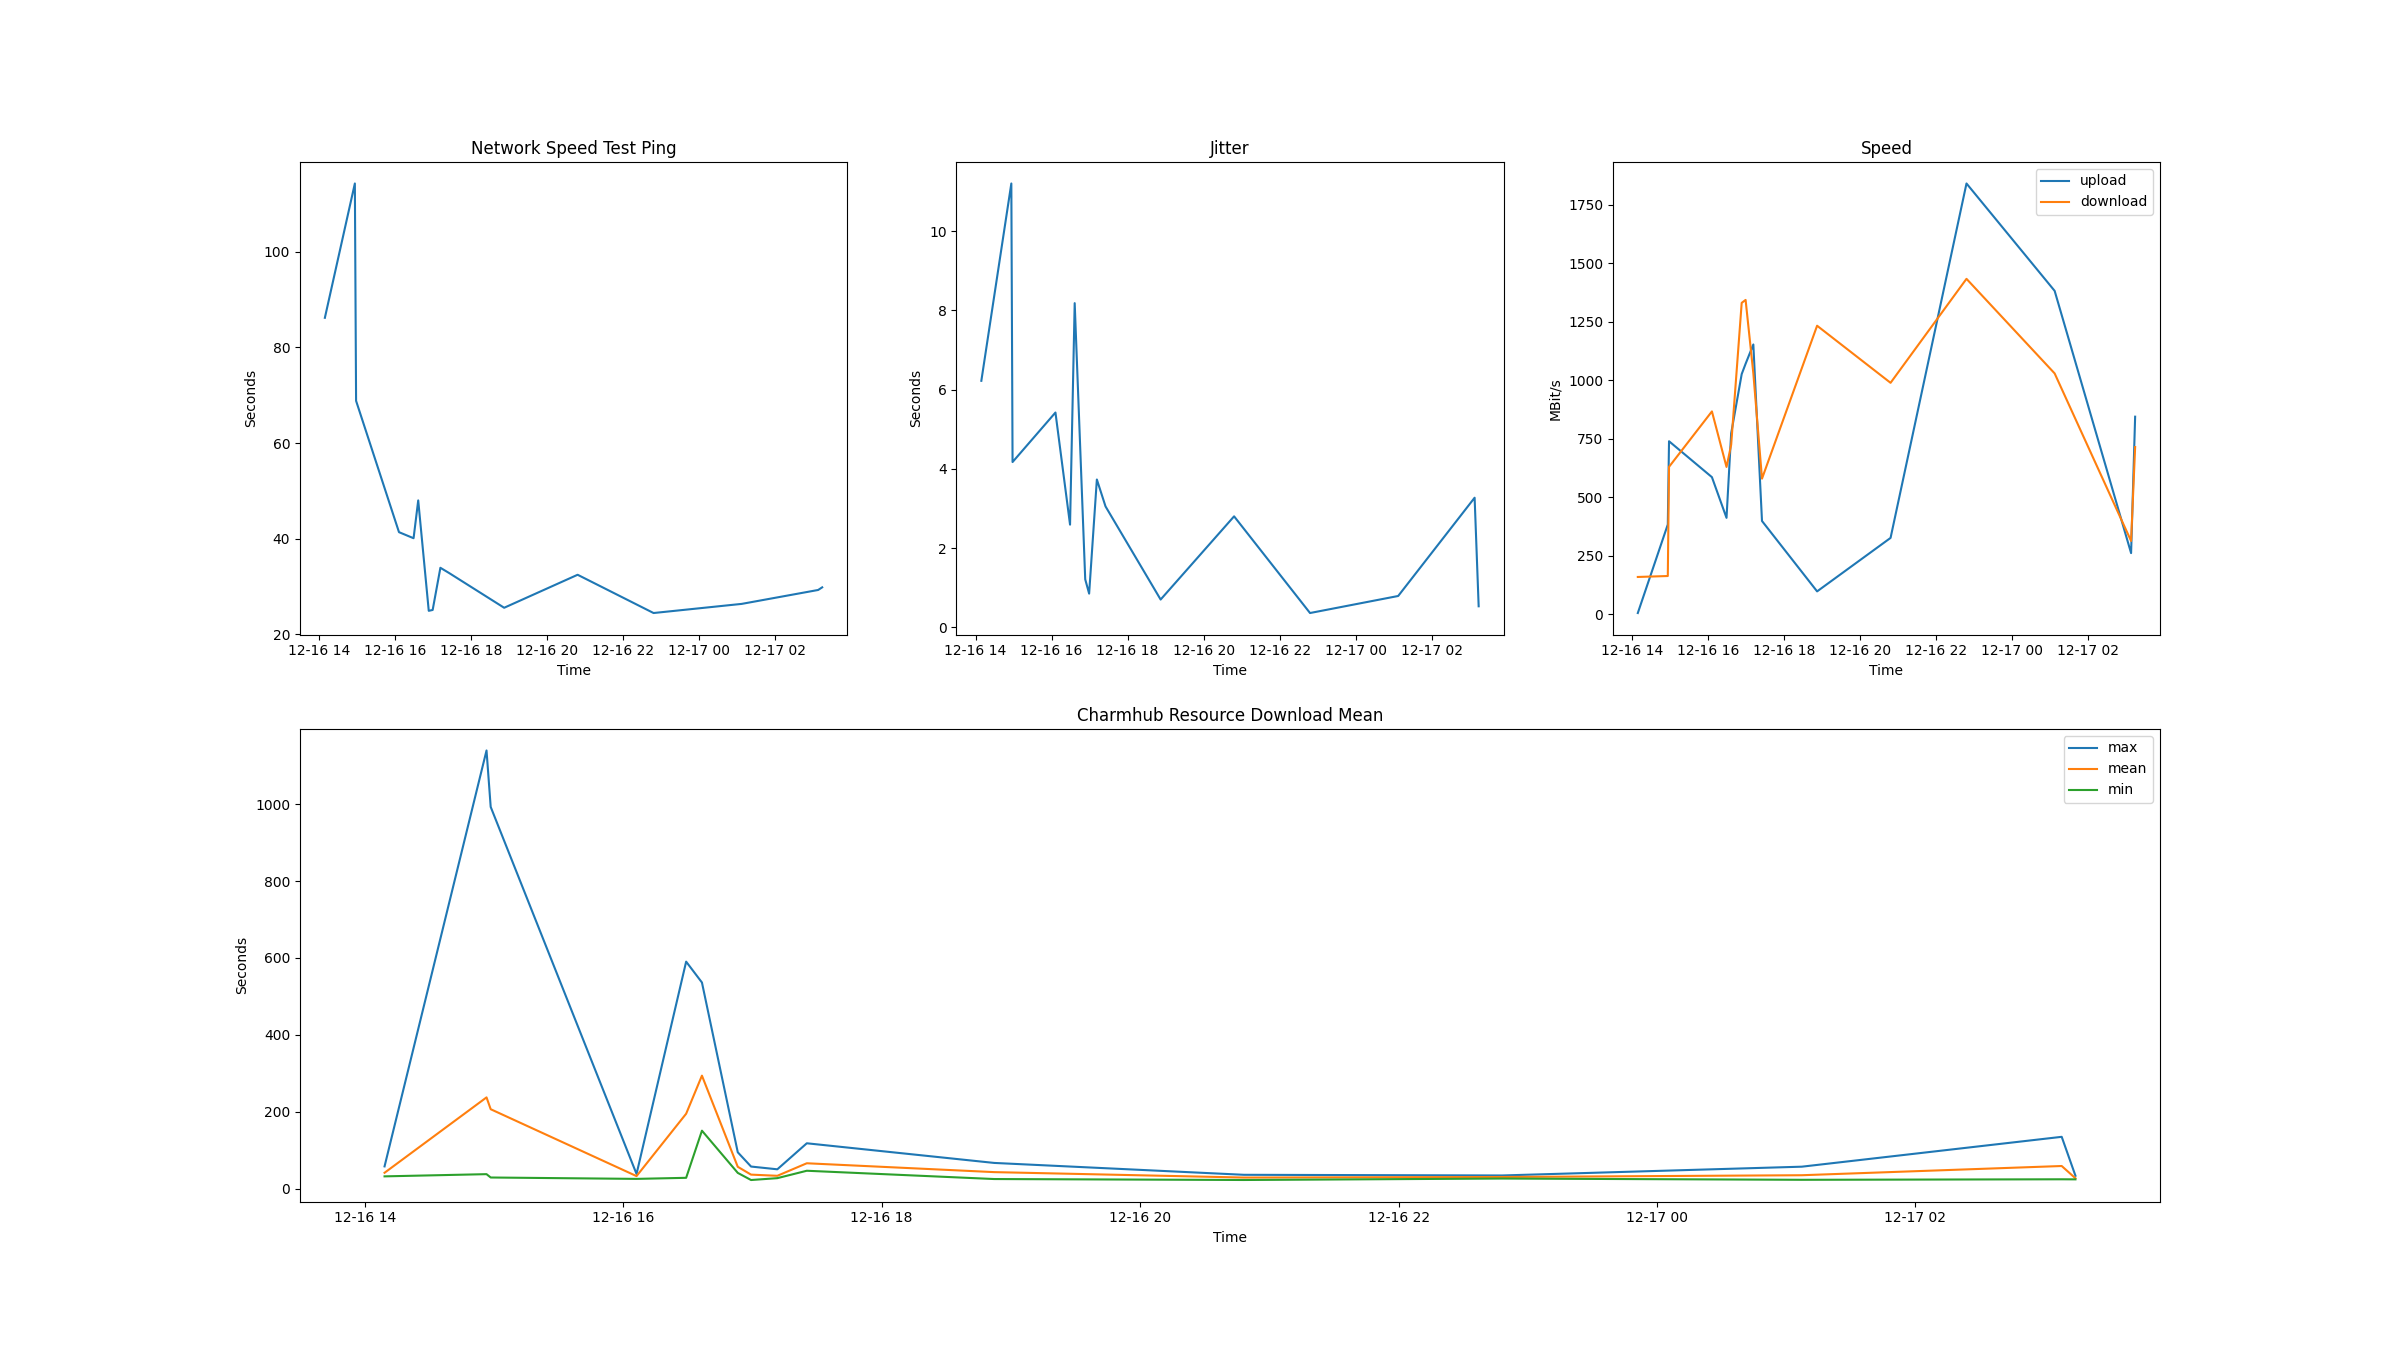 Network Speed Test Ping
Seconds
100
80
60
40
20
12-16 14 12-16 16 12-16 18 12-16 20 12-16 22 12-17 00 12-17 02
Time
Jitter
Seconds
10
8
6
4
2
0
12-16 14 12-16 16 12-16 18 12-16 20 12-16 22 12-17 00 12-17 02
Time
Speed
upload
download
MBit/s
1750
1500
1250
1000
750
500
250
0
12-16 14 12-16 16 12-16 18 12-16 20 12-16 22 12-17 00 12-17 02
Time
Charmhub Resource Download Mean
max
mean
min
Seconds
1000
800
600
400
200
0
12-16 14 12-16 16 12-16 18 12-16 20 12-16 22 12-17 00 12-17 02
Time